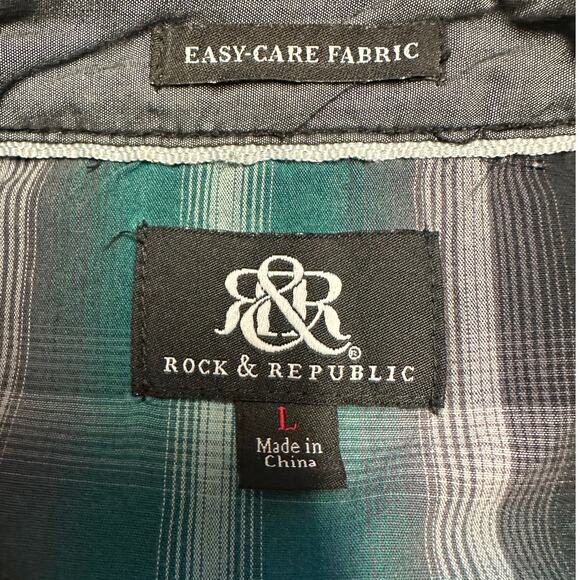 EASY-CARE FABRIC
R&R®
ROCK & REPUBLIC
L
Made in
China